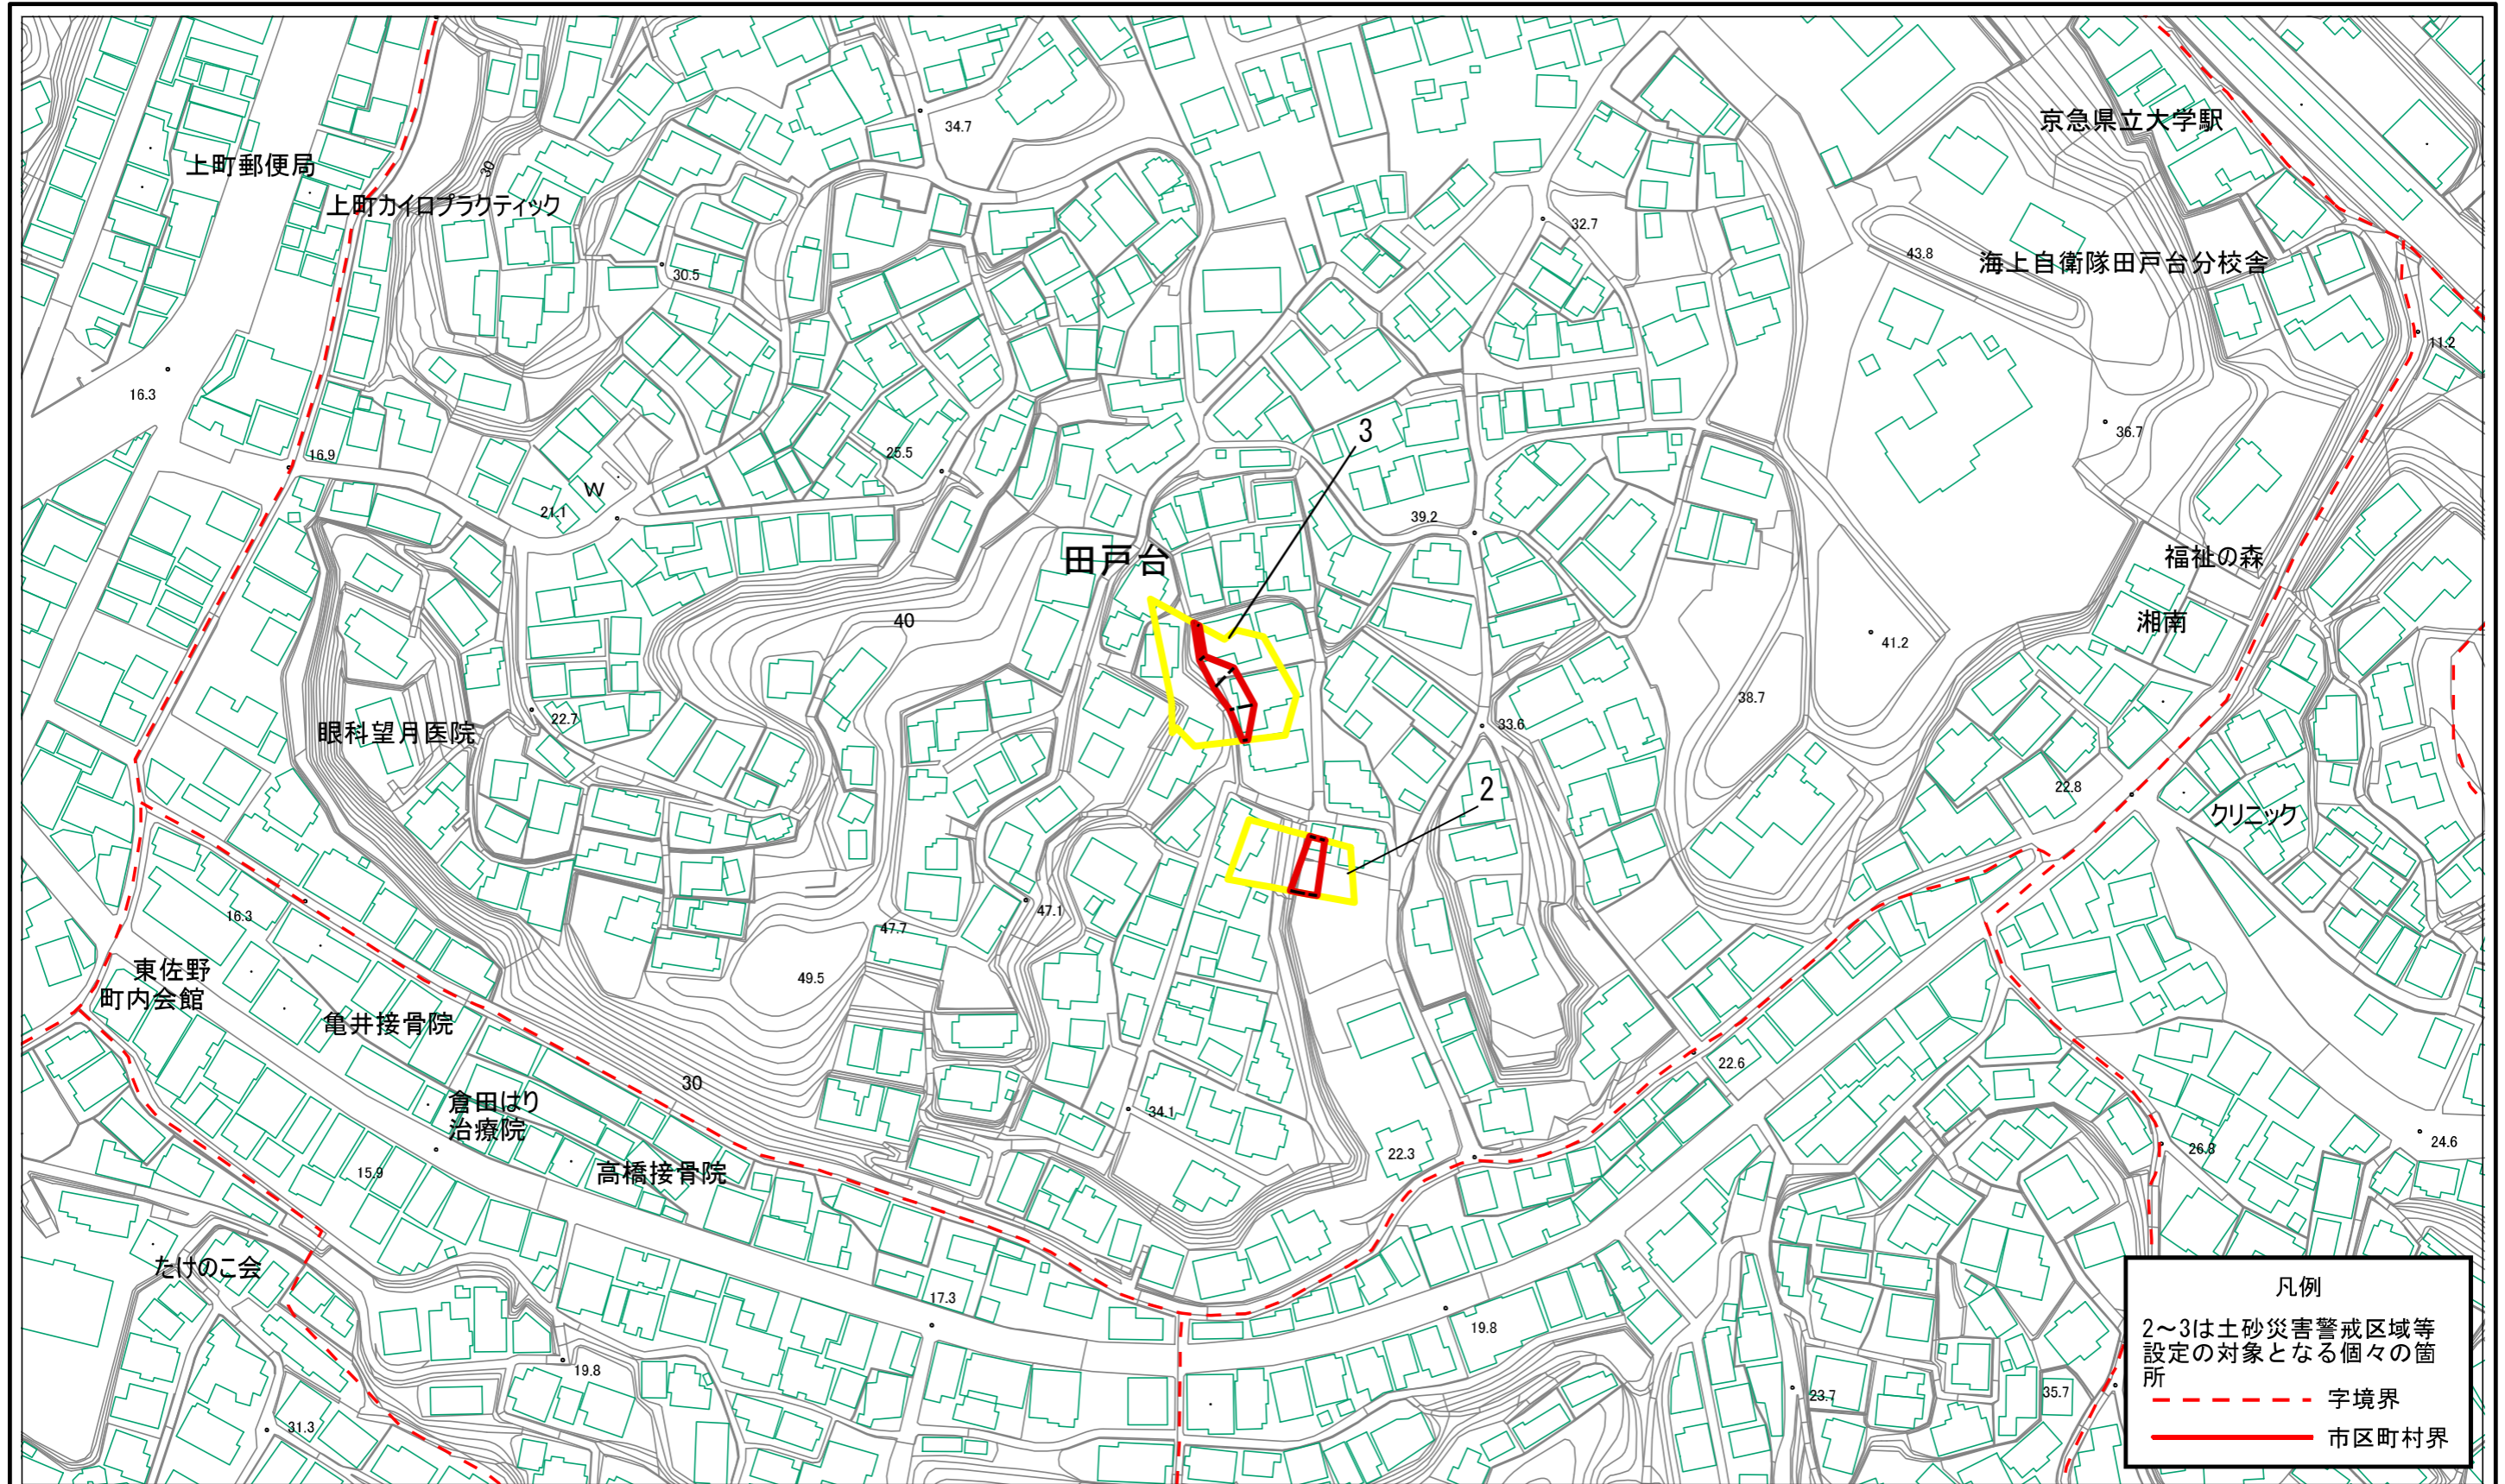 京急県立大学駅
34.7
上町郵便局
30
上町カイロプラクティック
32.7
43.8
海上自衛隊田戸台分校舎
30.5
11.2
16.3
36.7
3
25.5
16.9
W
21.1
39.2
田戸台
福祉の森
40
湘南
41.2
38.7
22.7
33.6
眼科望月医院
22.8
2
クリニック
16.3
47.1
47.7
東佐野
町内会館
49.5
亀井接骨院
22.6
30
倉田はり
治療院
34.1
24.6
22.3
26.8
15.9
高橋接骨院
たけのこ会
17.3
19.8
19.8
31.3
23.7
35.7
凡例
2～3は土砂災害警戒区域等
設定の対象となる個々の箇
所
字境界
市区町村界